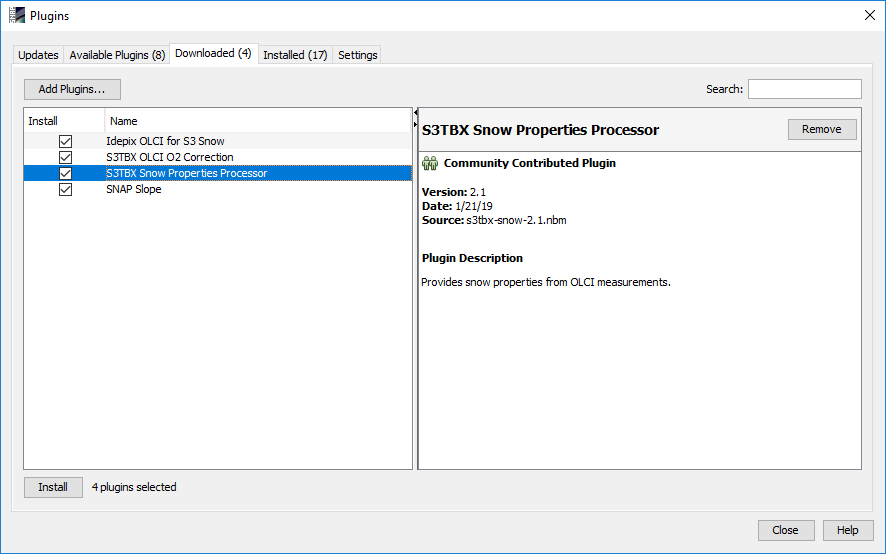 Plugins
Updates Available Plugins (8) Downloaded (4) Installed (17) Settings
Add Plugins... Search:
Install Name
Idepix OLCI for S3 Snow
S3TBX OLCI O2 Correction
S3TBX Snow Properties Processor
SNAP Slope
S3TBX Snow Properties Processor Remove
Community Contributed Plugin
Version: 2.1
Date: 1/21/19
Source: s3tbx-snow-2.1.nbm
Plugin Description
Provides snow properties from OLCI measurements.
Install 4 plugins selected
Close Help